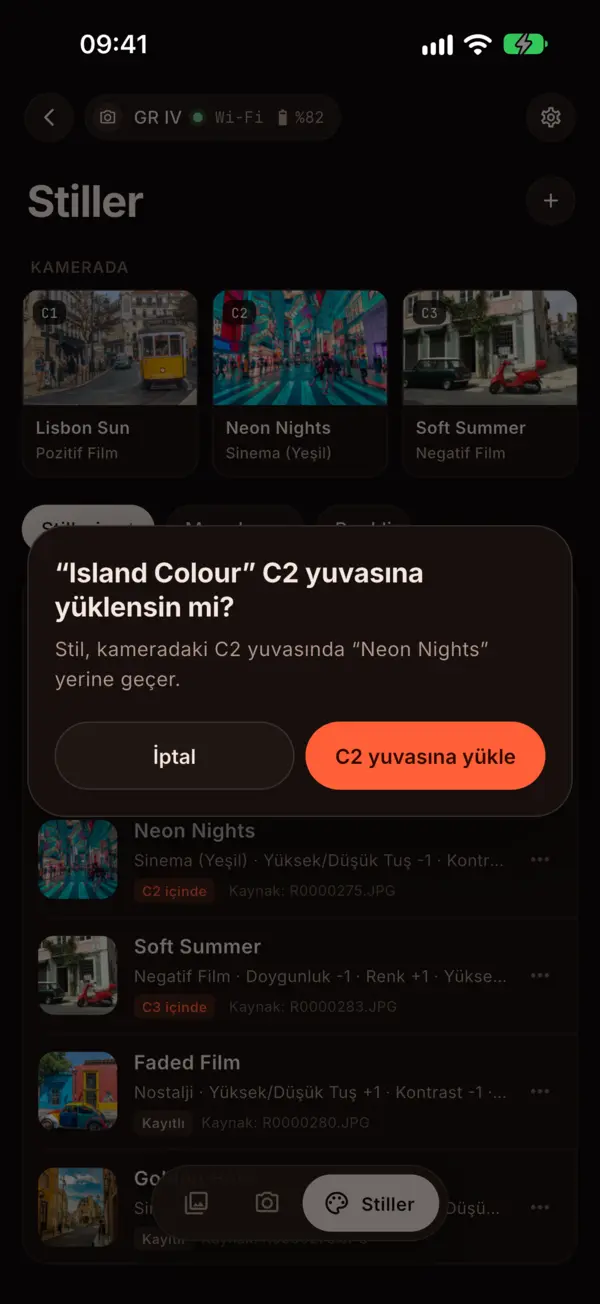 09:41
GR IV Wi-Fi %82
Stiller
KAMERADA
C1
C2
C3
Lisbon Sun
Pozitif Film
Neon Nights
Sinema (Yeşil)
Soft Summer
Negatif Film
“Island Colour” C2 yuvasına
yüklensin mi?
Stil, kameradaki C2 yuvasında “Neon Nights”
yerine geçer.
İptal
C2 yuvasına yükle
Neon Nights
Sinema (Yeşil) · Yüksek/Düşük Tuş -1 · Kontr...
C2 içinde Kaynak: R0000275.JPG
Soft Summer
Negatif Film · Doygunluk -1 · Renk +1 · Yükse...
C3 içinde Kaynak: R0000283.JPG
Faded Film
Nostalji · Yüksek/Düşük Tuş +1 · Kontrast -1 ·...
Kayıtlı Kaynak: R0000280.JPG
Stiller
Kayıtlı